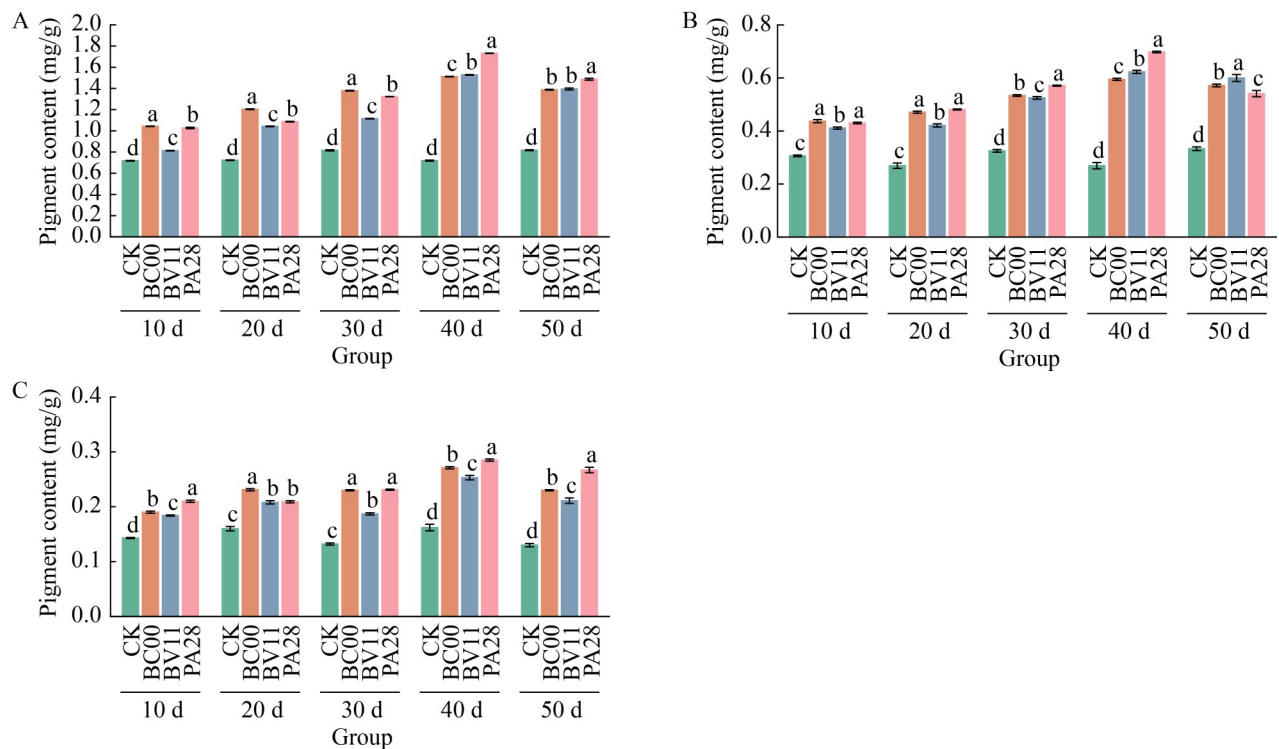 A
Pigment content (mg/g)
2.0
1.8
1.6
1.4
1.2
1.0
0.8
0.6
0.4
0.2
0.0
d a c b
d a c b
d a c b
d c b a
c b b a
CK BC00 BV11 PA28 CK BC00 BV11 PA28 CK BC00 BV11 PA28 CK BC00 BV11 PA28 CK BC00 BV11 PA28
10 d 20 d 30 d 40 d 50 d
Group
B
Pigment content (mg/g)
0.8
0.6
0.4
0.2
0.0
c a b a
c a b a
d b c a
d c b a
d b a c
CK BC00 BV11 PA28 CK BC00 BV11 PA28 CK BC00 BV11 PA28 CK BC00 BV11 PA28 CK BC00 BV11 PA28
10 d 20 d 30 d 40 d 50 d
Group
C
Pigment content (mg/g)
0.4
0.3
0.2
0.1
0.0
d b c a
c a b b
c a b a
d b c a
d b c a
CK BC00 BV11 PA28 CK BC00 BV11 PA28 CK BC00 BV11 PA28 CK BC00 BV11 PA28 CK BC00 BV11 PA28
10 d 20 d 30 d 40 d 50 d
Group